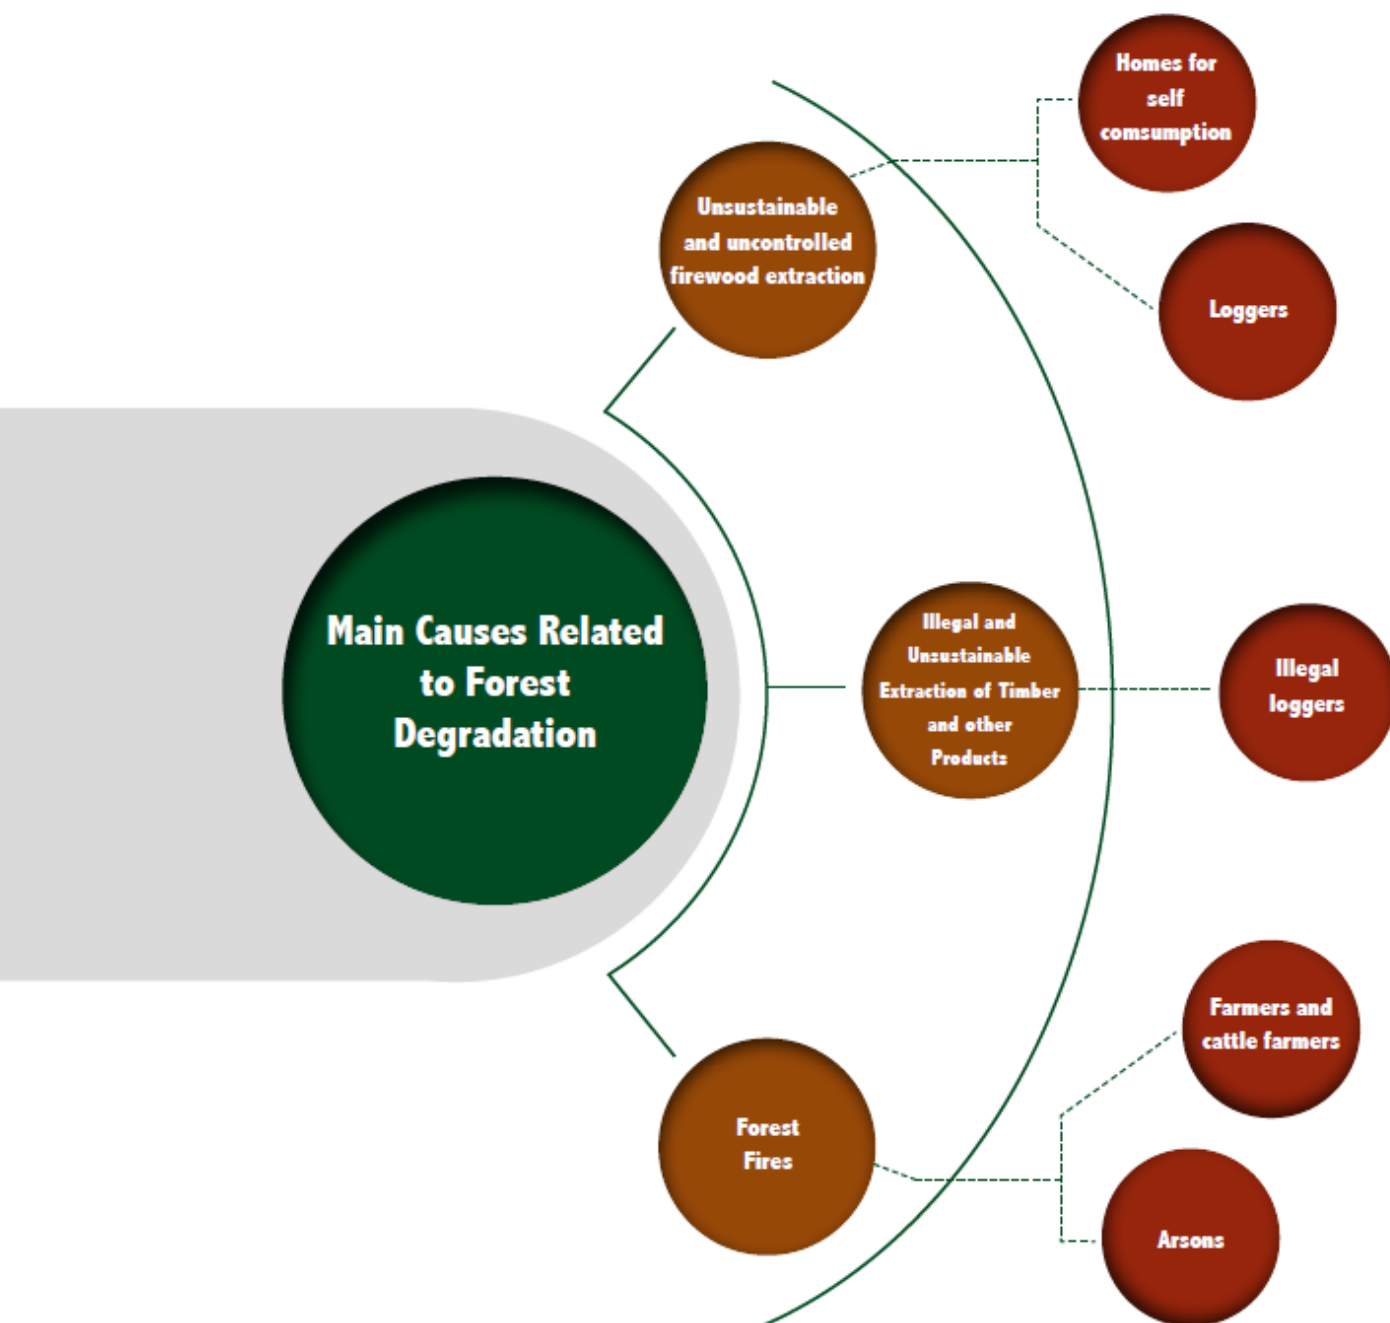 Main Causes Related
to Forest
Degradation
Unsustainable
and uncontrolled
firewood extraction
Homes for
self
comsumption
Loggers
Illegal and
Unsustainable
Extraction of Timber
and other
Products
Illegal
loggers
Forest
Fires
Farmers and
cattle farmers
Arsons